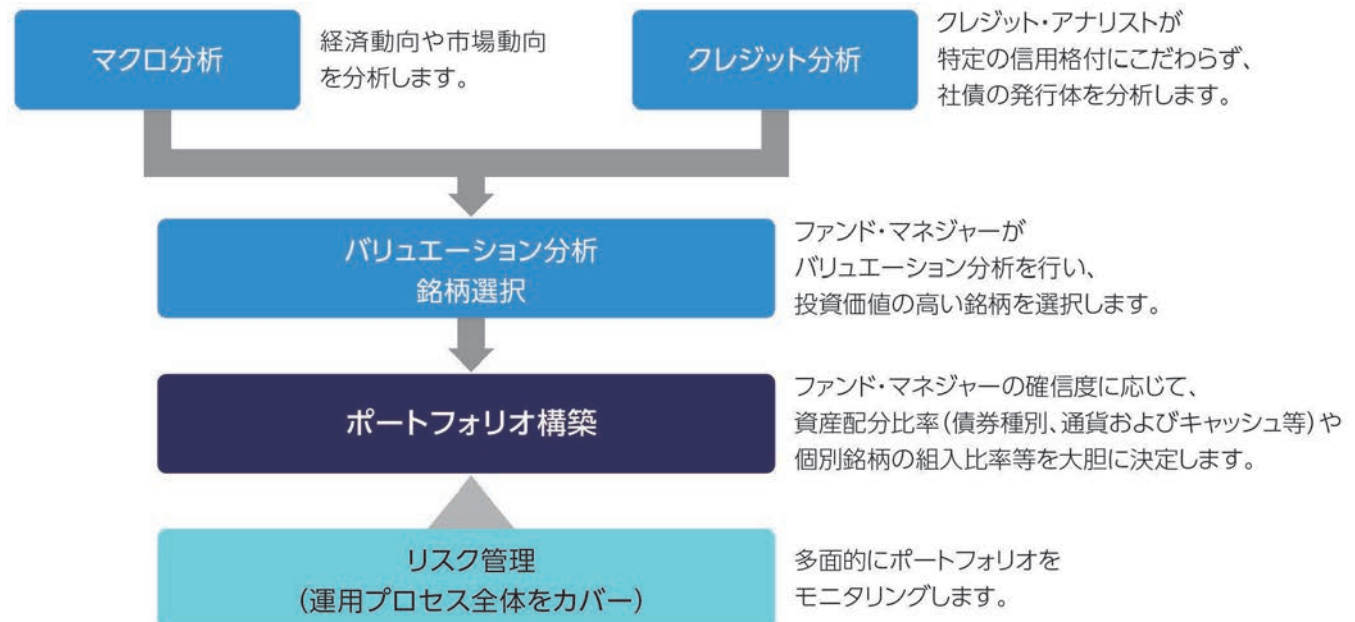 マクロ分析
経済動向や市場動向
を分析します。
クレジット分析
クレジット・アナリストが
特定の信用格付にこだわらず、
社債の発行体を分析します。
バリュエーション分析
銘柄選択
ファンド・マネジャーが
バリュエーション分析を行い、
投資価値の高い銘柄を選択します。
ポートフォリオ構築
ファンド・マネジャーの確信度に応じて、
資産配分比率(債券種別、通貨およびキャッシュ等)や
個別銘柄の組入比率等を大胆に決定します。
リスク管理
(運用プロセス全体をカバー)
多面的にポートフォリオを
モニタリングします。